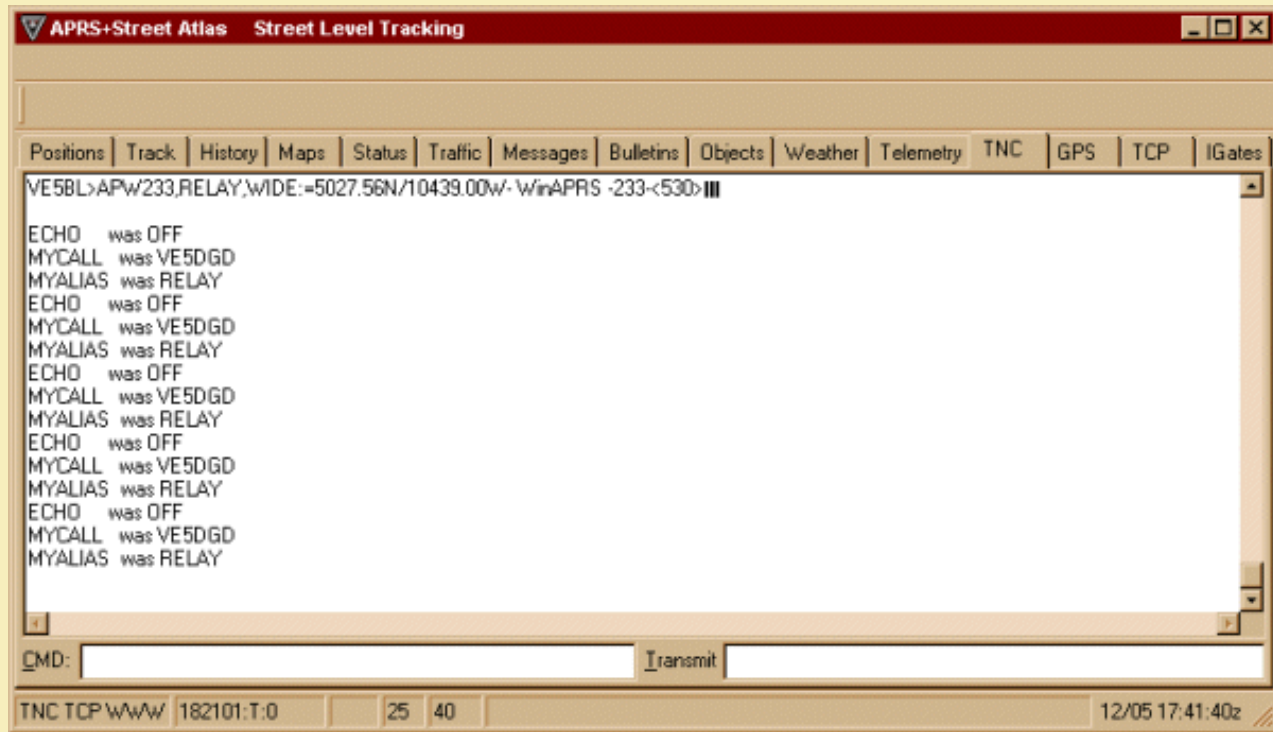 APRS+Street Atlas Street Level Tracking
Positions Track History Maps Status Traffic Messages Bulletins Objects Weather Telemetry TNC GPS TCP IGates
VE5BL>APW233,RELAY,WIDE:=5027.56N/10439.00W- WinAPRS -233-<530>
ECHO was OFF
MYCALL was VE5DGD
MYALIAS was RELAY
ECHO was OFF
MYCALL was VE5DGD
MYALIAS was RELAY
ECHO was OFF
MYCALL was VE5DGD
MYALIAS was RELAY
ECHO was OFF
MYCALL was VE5DGD
MYALIAS was RELAY
ECHO was OFF
MYCALL was VE5DGD
MYALIAS was RELAY
CMD: Transmit
TNC TCP WWW 182101:T:0 25 40 12/05 17:41:40z